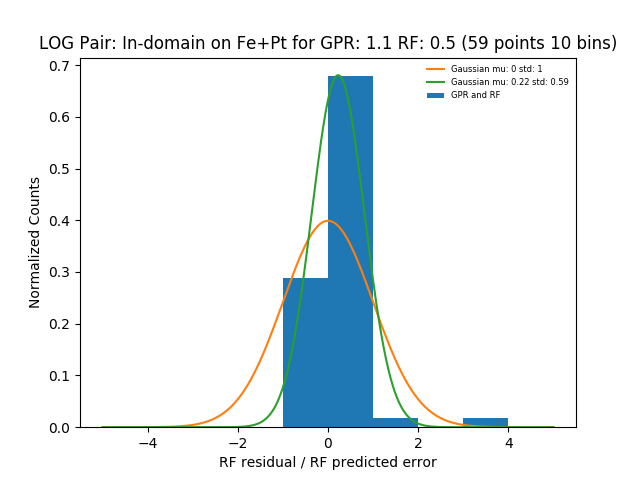 LOG Pair: In-domain on Fe+Pt for GPR: 1.1 RF: 0.5 (59 points 10 bins)
Gaussian mu: 0 std: 1
Gaussian mu: 0.22 std: 0.59
GPR and RF
Normalized Counts
0.7
0.6
0.5
0.4
0.3
0.2
0.1
0.0
−4 −2 0 2 4
RF residual / RF predicted error